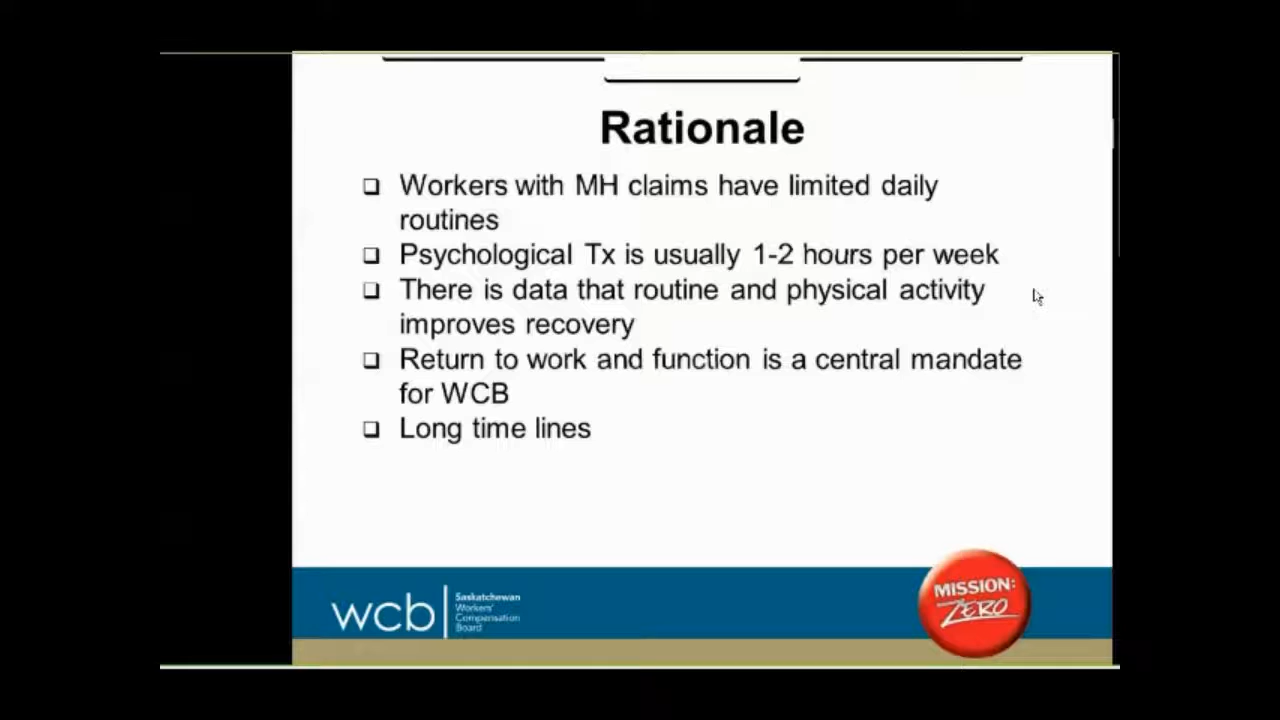 Rationale
Workers with MH claims have limited daily
routines
Psychological Tx is usually 1-2 hours per week
There is data that routine and physical activity
improves recovery
Return to work and function is a central mandate
for WCB
Long time lines
wcb
Saskatchewan
Workers'
Compensation
Board
MISSION:
ZERO